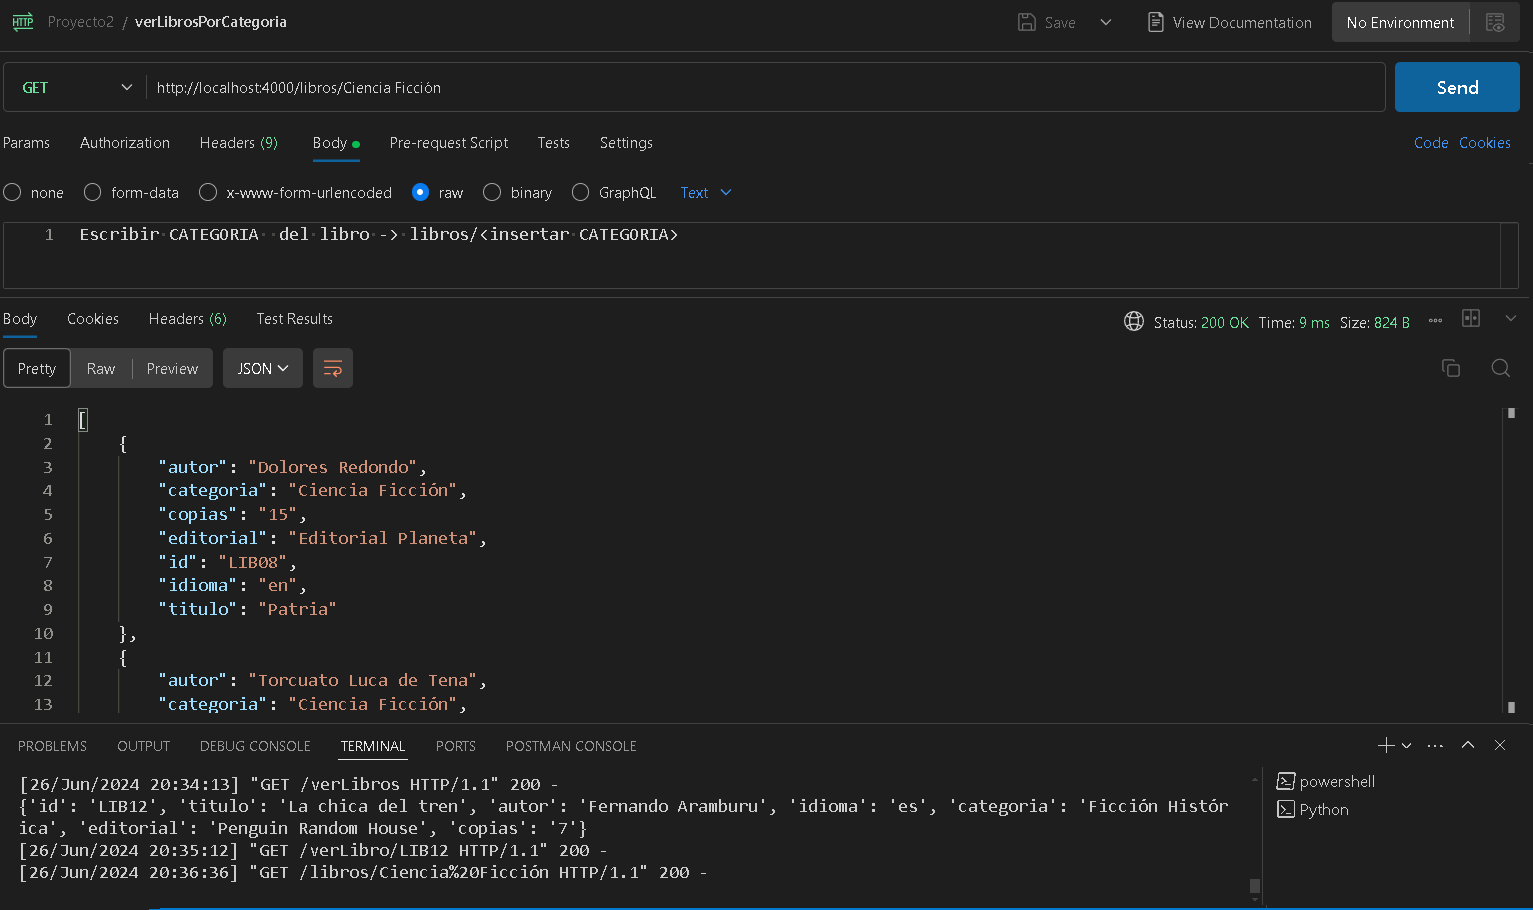 HTTP Proyecto2 / verLibrosPorCategoria Save View Documentation No Environment
GET http://localhost:4000/libros/Ciencia Ficción Send
Params Authorization Headers (9) Body Pre-request Script Tests Settings Code Cookies
none form-data x-www-form-urlencoded raw binary GraphQL Text
1 Escribir CATEGORIA  del libro -> libros/<insertar CATEGORIA>
Body Cookies Headers (6) Test Results Status: 200 OK Time: 9 ms Size: 824 B
Pretty Raw Preview JSON
1 [
2 {
3 "autor": "Dolores Redondo",
4 "categoria": "Ciencia Ficción",
5 "copias": "15",
6 "editorial": "Editorial Planeta",
7 "id": "LIB08",
8 "idioma": "en",
9 "titulo": "Patria"
10 },
11 {
12 "autor": "Torcuato Luca de Tena",
13 "categoria": "Ciencia Ficción",
PROBLEMS OUTPUT DEBUG CONSOLE TERMINAL PORTS POSTMAN CONSOLE
[26/Jun/2024 20:34:13] "GET /verLibros HTTP/1.1" 200 -
{'id': 'LIB12', 'titulo': 'La chica del tren', 'autor': 'Fernando Aramburu', 'idioma': 'es', 'categoria': 'Ficción Histór
ica', 'editorial': 'Penguin Random House', 'copias': '7'}
[26/Jun/2024 20:35:12] "GET /verLibro/LIB12 HTTP/1.1" 200 -
[26/Jun/2024 20:36:36] "GET /libros/Ciencia%20Ficción HTTP/1.1" 200 -
powershell
Python